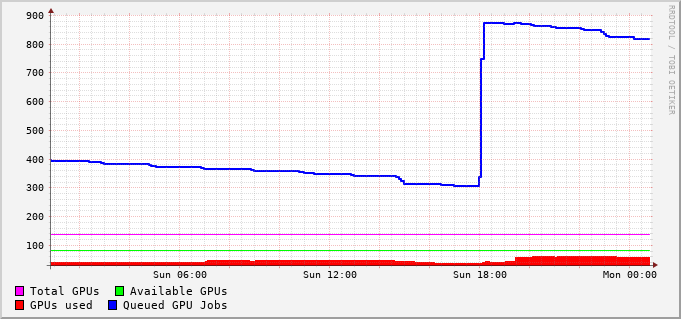 900
800
700
600
500
400
300
200
100
Sun 06:00 Sun 12:00 Sun 18:00 Mon 00:00
Total GPUs Available GPUs
GPUs used Queued GPU Jobs
RRDTOOL / TOBI OETIKER